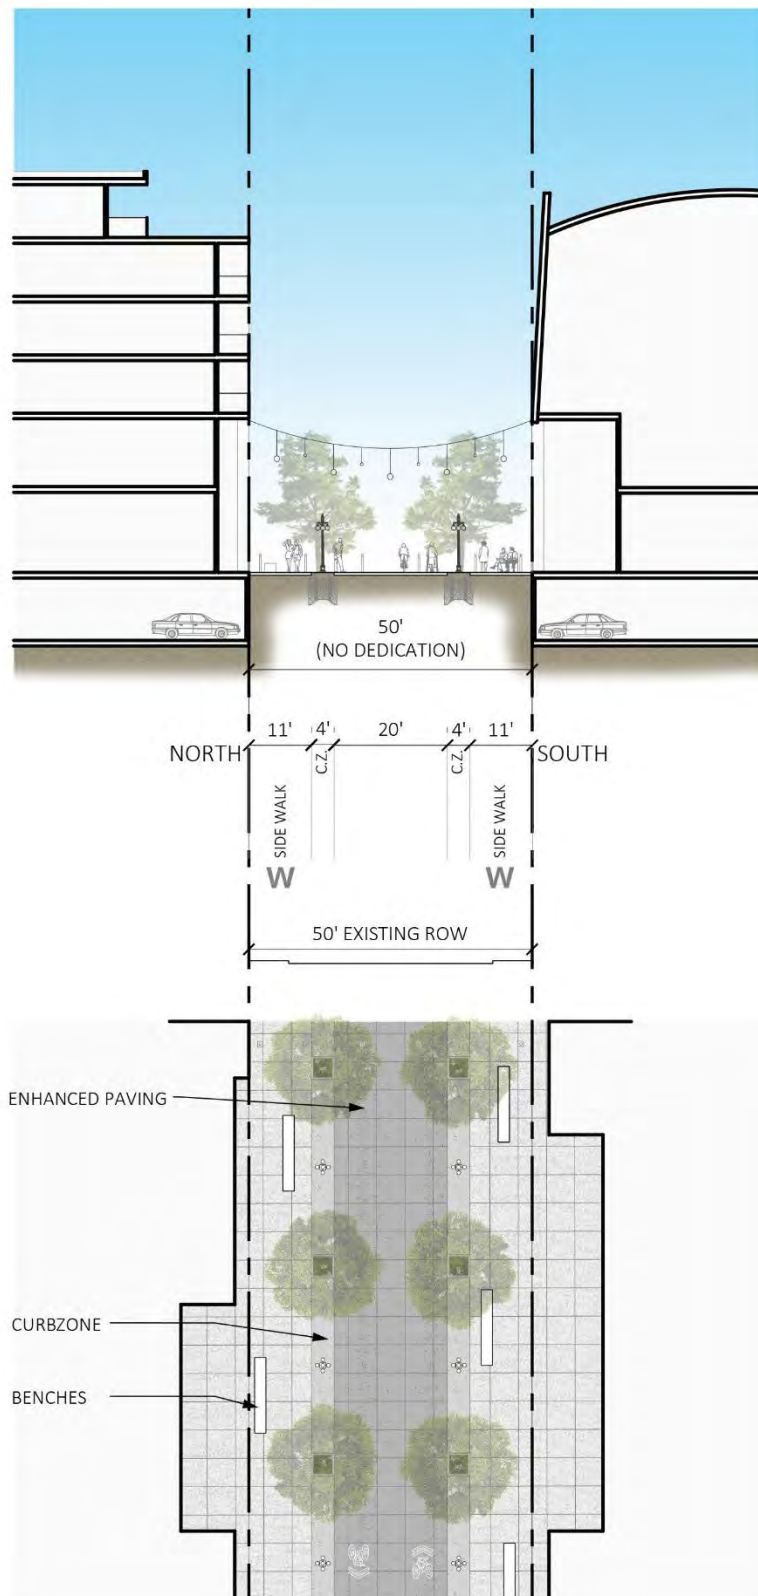 50'
(NO DEDICATION)
11' 4' 20' 4' 11'
NORTH SOUTH
C.Z. C.Z.
SIDE WALK SIDE WALK
W W
50' EXISTING ROW
ENHANCED PAVING
CURBZONE
BENCHES